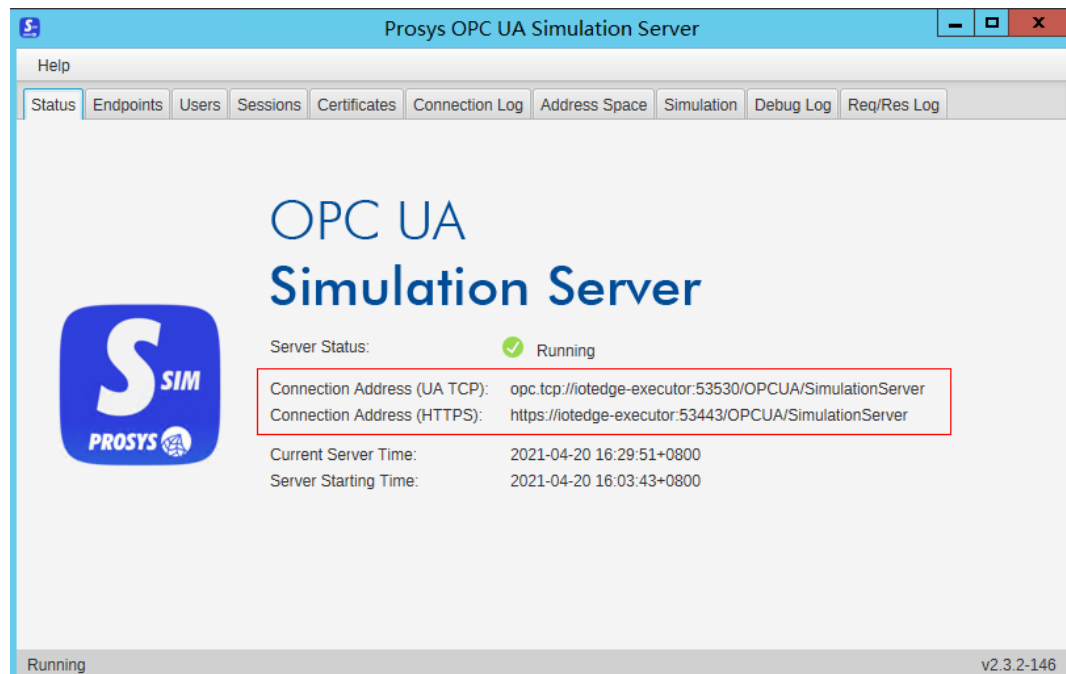 Prosys OPC UA Simulation Server
Help
Status Endpoints Users Sessions Certificates Connection Log Address Space Simulation Debug Log Req/Res Log
OPC UA
Simulation Server
S SIM
PROSYS
Server Status: Running
Connection Address (UA TCP): opc.tcp://iotedge-executor:53530/OPCUA/SimulationServer
Connection Address (HTTPS): https://iotedge-executor:53443/OPCUA/SimulationServer
Current Server Time: 2021-04-20 16:29:51+0800
Server Starting Time: 2021-04-20 16:03:43+0800
Running v2.3.2-146